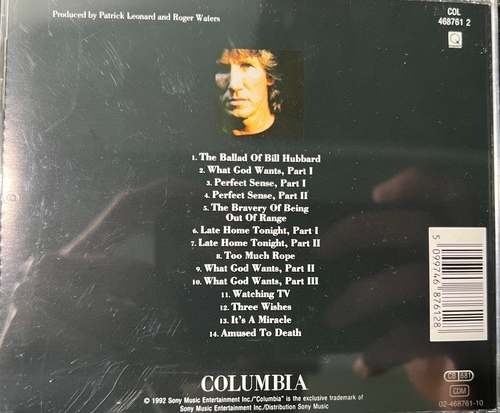 Produced by Patrick Leonard and Roger Waters
COL
468761 2
Q
1. The Ballad Of Bill Hubbard
2. What God Wants, Part I
3. Perfect Sense, Part I
4. Perfect Sense, Part II
5. The Bravery Of Being
Out Of Range
6. Late Home Tonight, Part I
7. Late Home Tonight, Part II
8. Too Much Rope
9. What God Wants, Part II
10. What God Wants, Part III
11. Watching TV
12. Three Wishes
13. It's A Miracle
14. Amused To Death
5 099746 876128
COLUMBIA
© 1992 Sony Music Entertainment Inc./"Columbia" is the exclusive trademark of
Sony Music Entertainment Inc./Distribution Sony Music
CB 681
CDM
02-468761-10